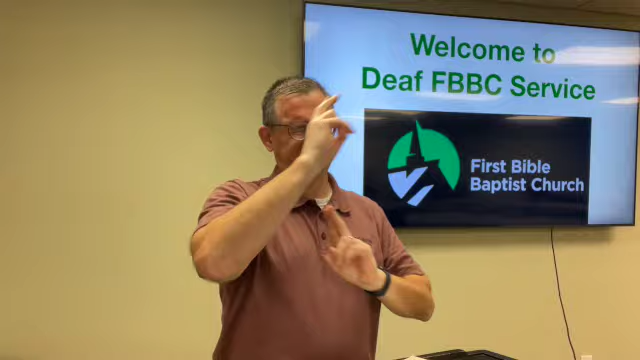 Welcome to
Deaf FBBC Service
First Bible
Baptist Church